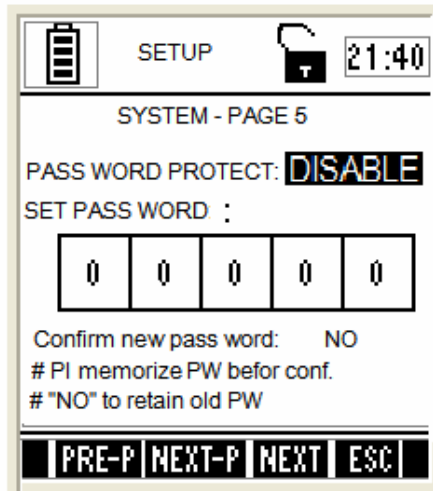 SETUP 21:40
SYSTEM - PAGE 5
PASS WORD PROTECT: DISABLE
SET PASS WORD :
0 0 0 0 0
Confirm new pass word: NO
# PI memorize PW befor conf.
# "NO" to retain old PW
PRE-P NEXT-P NEXT ESC